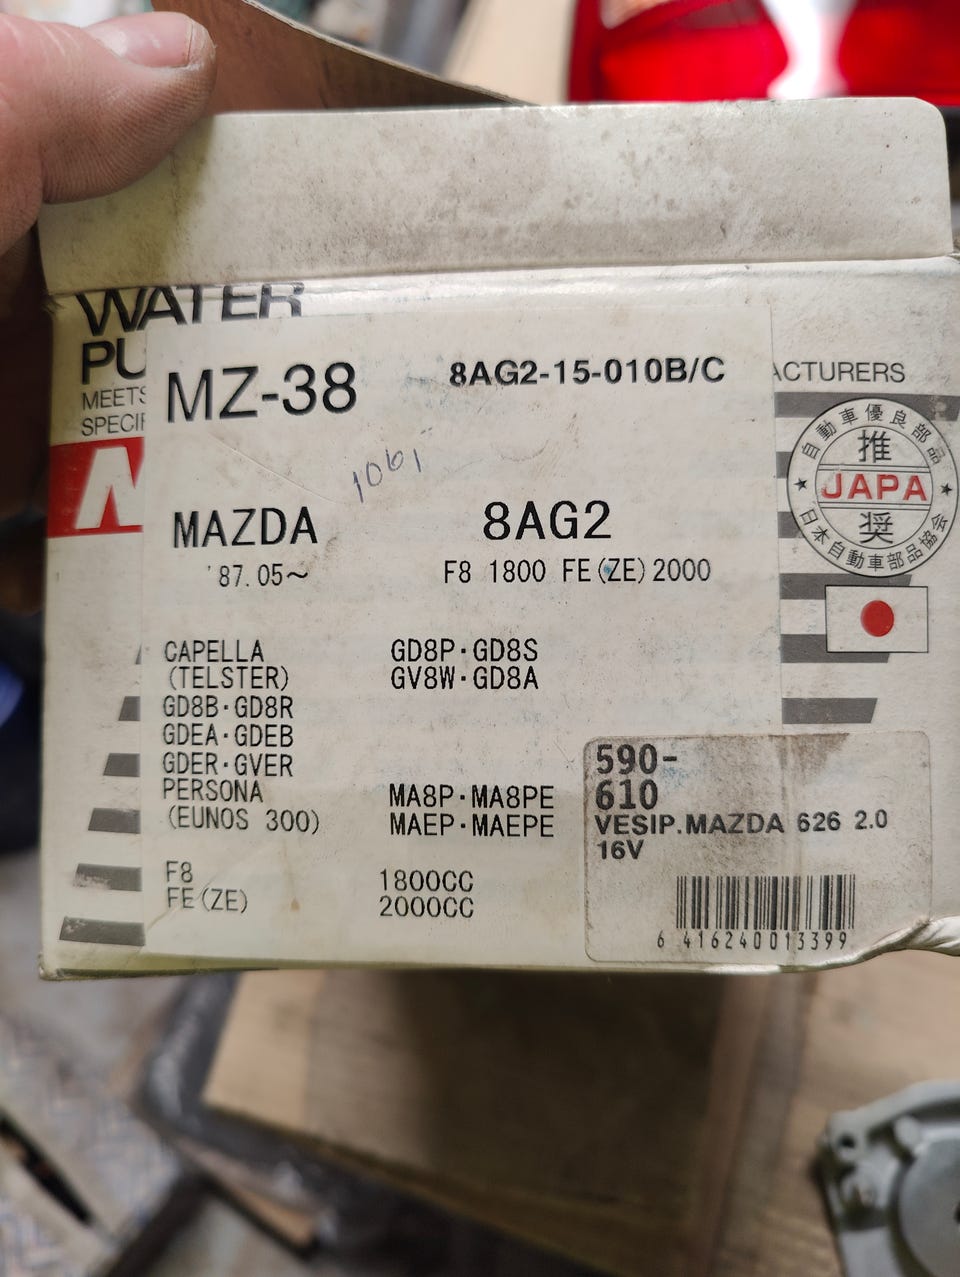 WATER
PU
MEETS
SPECIF
ACTURERS
MZ-38
8AG2-15-010B/C
1061
MAZDA
8AG2
'87.05～
F8 1800 FE(ZE)2000
自動車優良部品
推
JAPA
奨
日本自動車部品協会
CAPELLA
GD8P·GD8S
(TELSTER)
GV8W·GD8A
GD8B·GD8R
GDEA·GDEB
GDER·GVER
PERSONA
MA8P·MA8PE
(EUNOS 300)
MAEP·MAEPE
F8
1800CC
FE(ZE)
2000CC
590-
610
VESIP.MAZDA 626 2.0
16V
6 416240013399